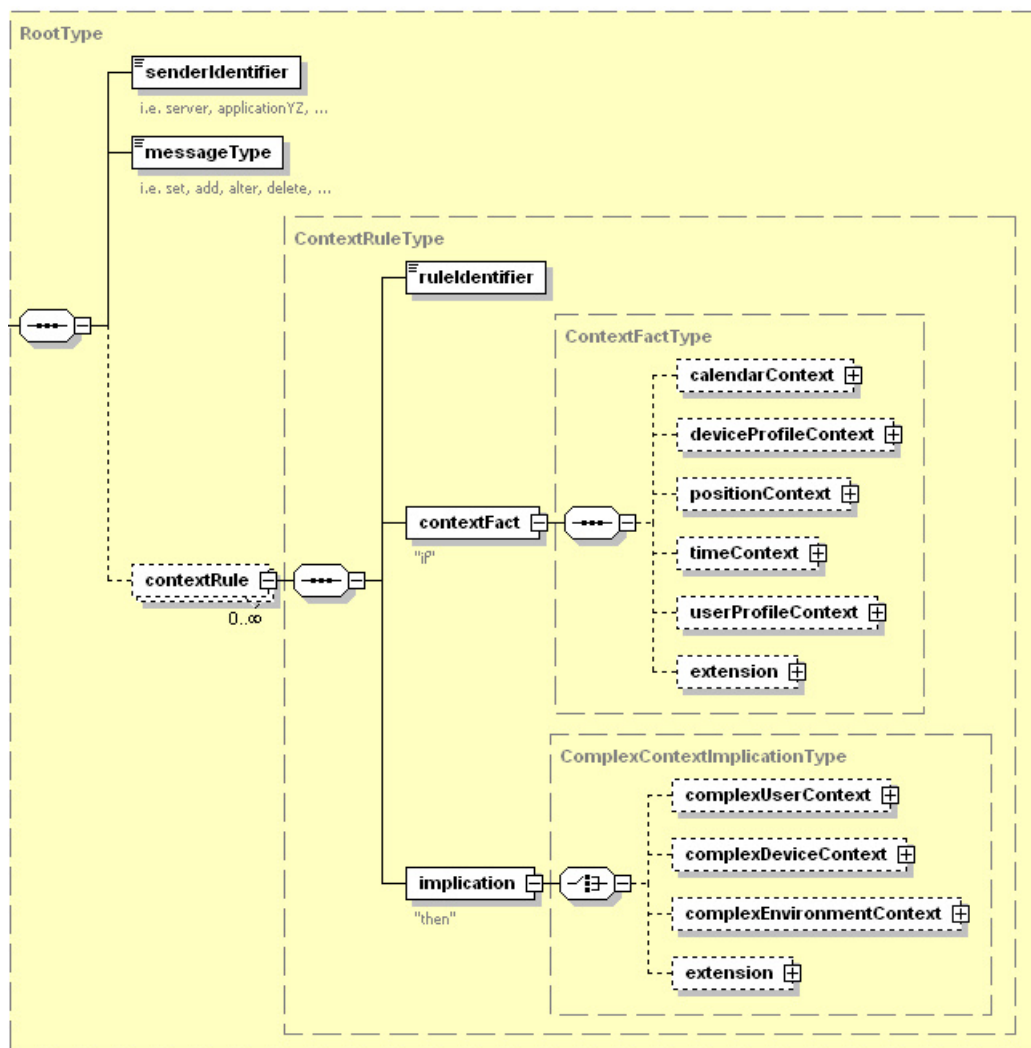 RootType
senderIdentifier
i.e. server, applicationYZ, ...
messageType
i.e. set, add, alter, delete, ...
ContextRuleType
ruleIdentifier
ContextFactType
calendarContext
deviceProfileContext
positionContext
contextFact
"if"
timeContext
contextRule
0..∞
userProfileContext
extension
ComplexContextImplicationType
complexUserContext
complexDeviceContext
implication
"then"
complexEnvironmentContext
extension